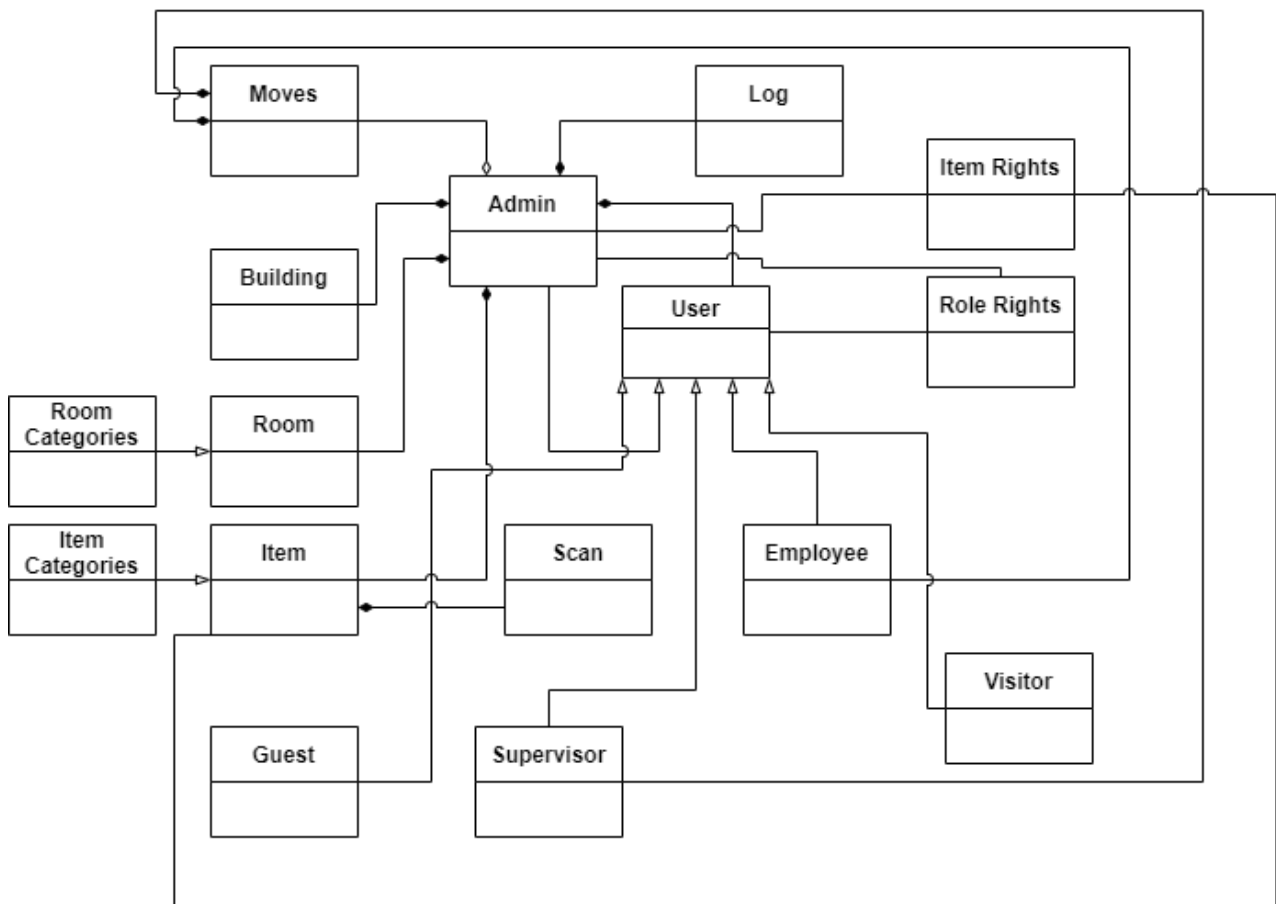 Moves
Log
Item Rights
Admin
Building
User
Role Rights
Room
Categories
Room
Item
Categories
Item
Scan
Employee
Visitor
Guest
Supervisor